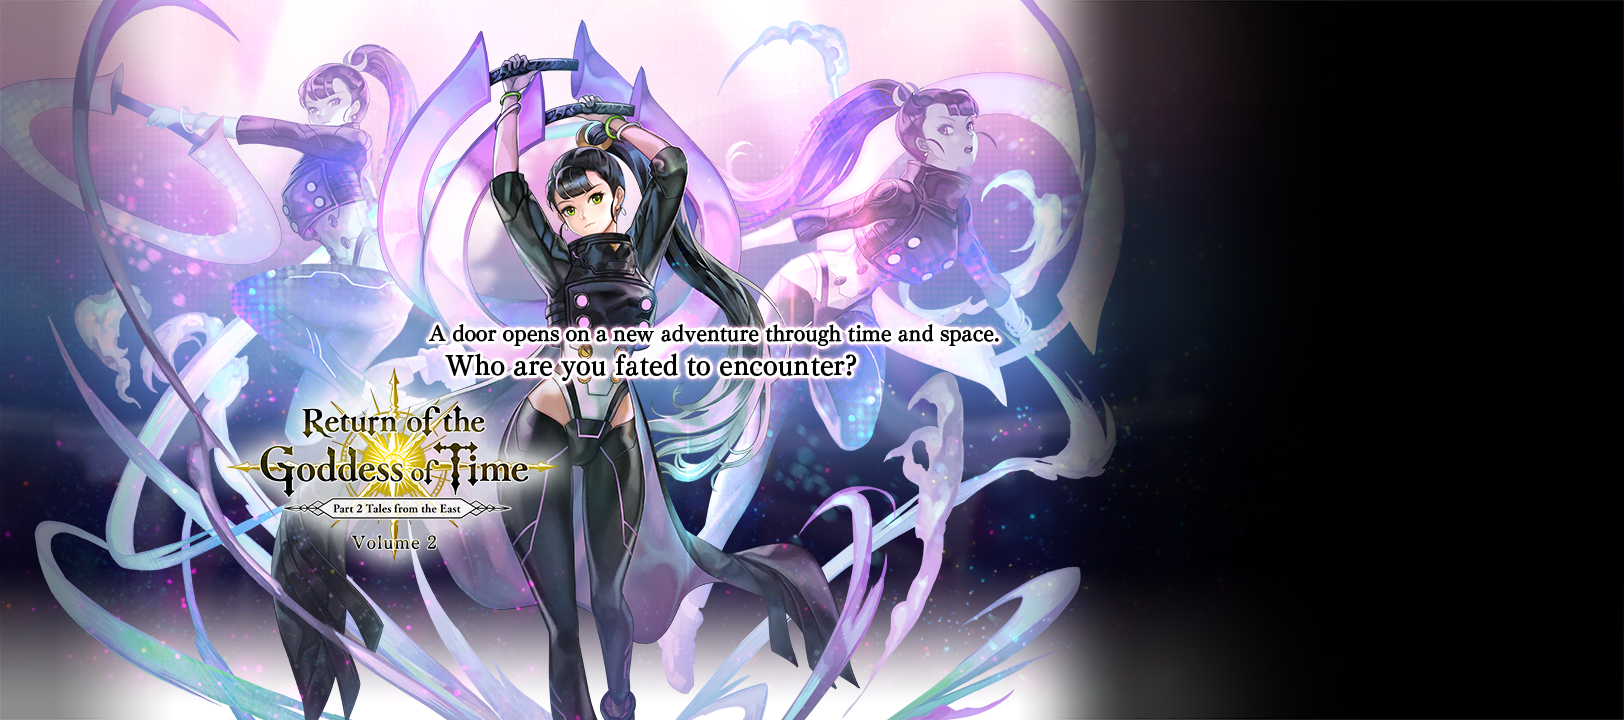 A door opens on a new adventure through time and space.
Who are you fated to encounter?
Return of the
Goddess of Time
Part 2 Tales from the East
Volume 2